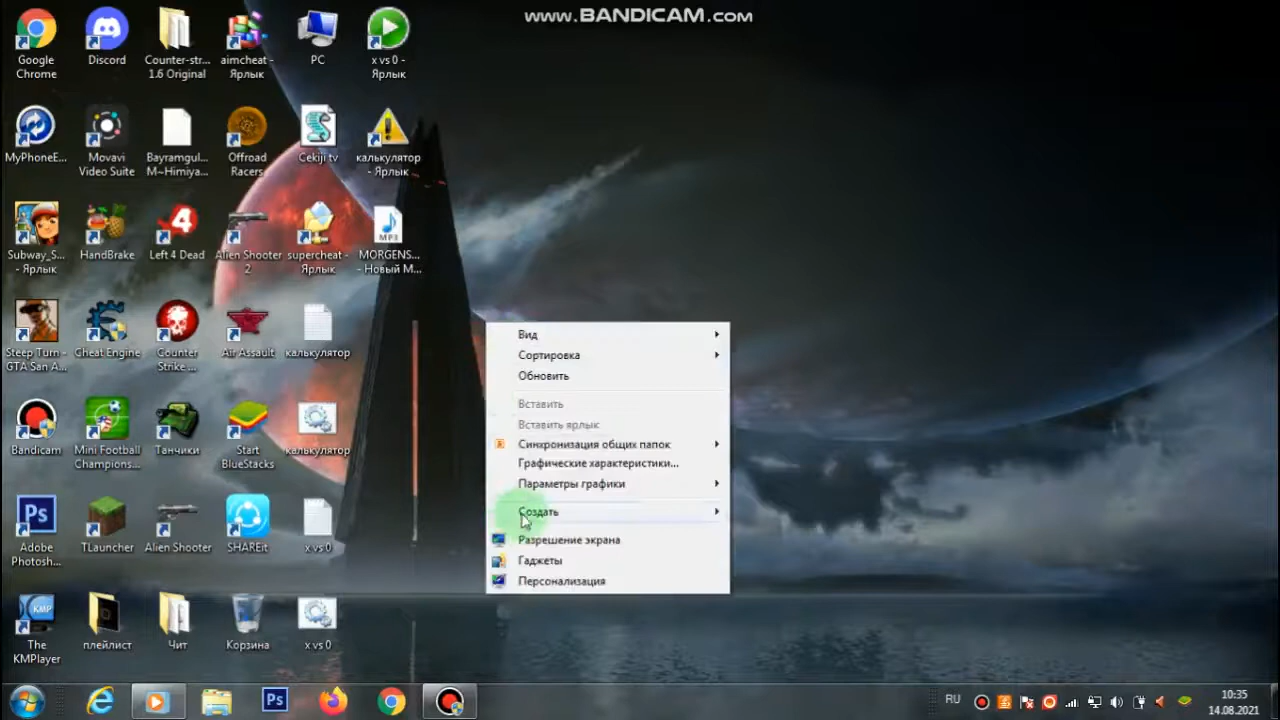 www.BANDICAM.com
Google
Chrome
Discord
Counter-str...
1.6 Original
aimcheat -
Ярлык
PC
x vs 0 -
Ярлык
MyPhoneE...
Movavi
Video Suite
Bayramgul...
M~Himiya...
Offroad
Racers
Cekiji tv
калькулятор
- Ярлык
Subway_S...
- Ярлык
HandBrake
4
Left 4 Dead
Alien Shooter
2
supercheat -
Ярлык
MP3
MORGENS...
- Новый М...
Steep Turn -
GTA San A...
Cheat Engine
Counter
Strike ...
Air Assault
калькулятор
Bandicam
Mini Football
Champions...
Танчики
Start
BlueStacks
калькулятор
Ps
Adobe
Photosh...
TLauncher
Alien Shooter
SHAREit
x vs 0
KMP
The
KMPlayer
плейлист
Чит
Корзина
x vs 0
Вид
Сортировка
Обновить
Вставить
Вставить ярлык
Синхронизация общих папок
Графические характеристики...
Параметры графики
Создать
Разрешение экрана
Гаджеты
Персонализация
Ps
RU
10:35
14.08.2021